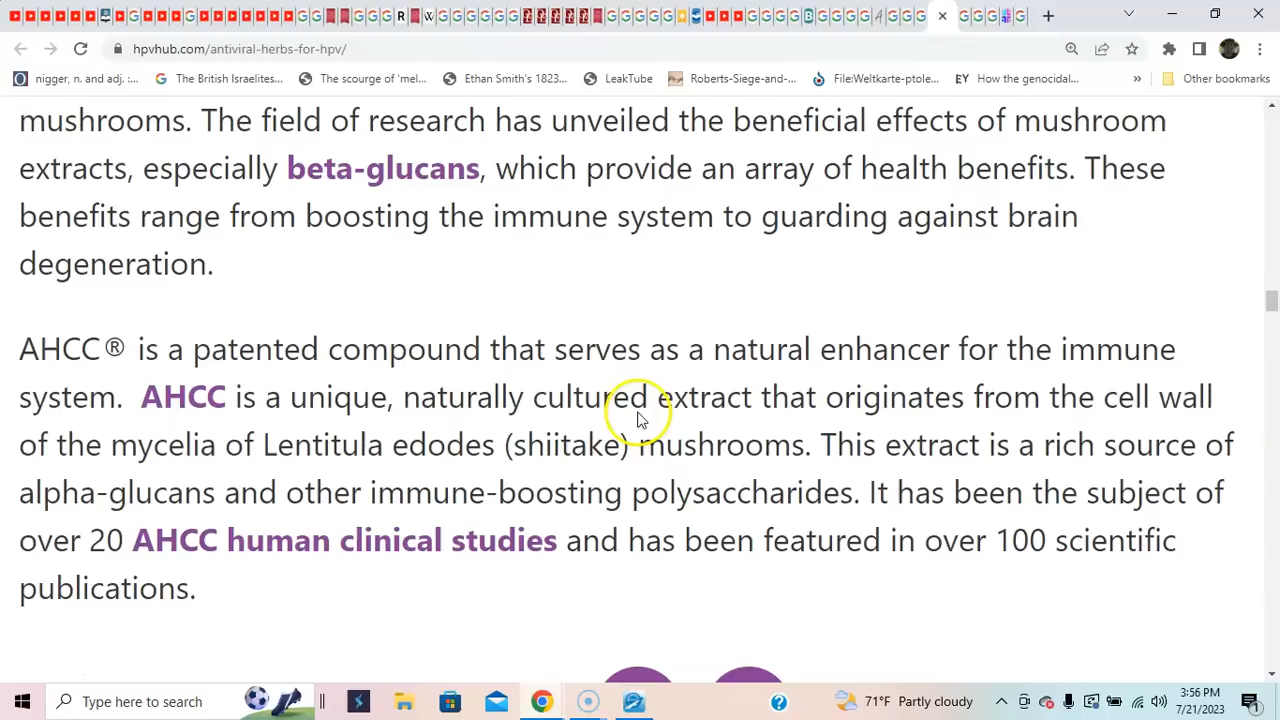 hpvhub.com/antiviral-herbs-for-hpv/
nigger, n. and adj. :... The British Israelites... The scourge of 'mel... Ethan Smith's 1823... LeakTube Roberts-Siege-and-... File:Weltkarte-ptole... EY How the genocidal... » Other bookmarks
mushrooms. The field of research has unveiled the beneficial effects of mushroom
extracts, especially beta-glucans, which provide an array of health benefits. These
benefits range from boosting the immune system to guarding against brain
degeneration.
AHCC® is a patented compound that serves as a natural enhancer for the immune
system. AHCC is a unique, naturally cultured extract that originates from the cell wall
of the mycelia of Lentitula edodes (shiitake) mushrooms. This extract is a rich source of
alpha-glucans and other immune-boosting polysaccharides. It has been the subject of
over 20 AHCC human clinical studies and has been featured in over 100 scientific
publications.
Type here to search 71°F Partly cloudy 3:56 PM
7/21/2023